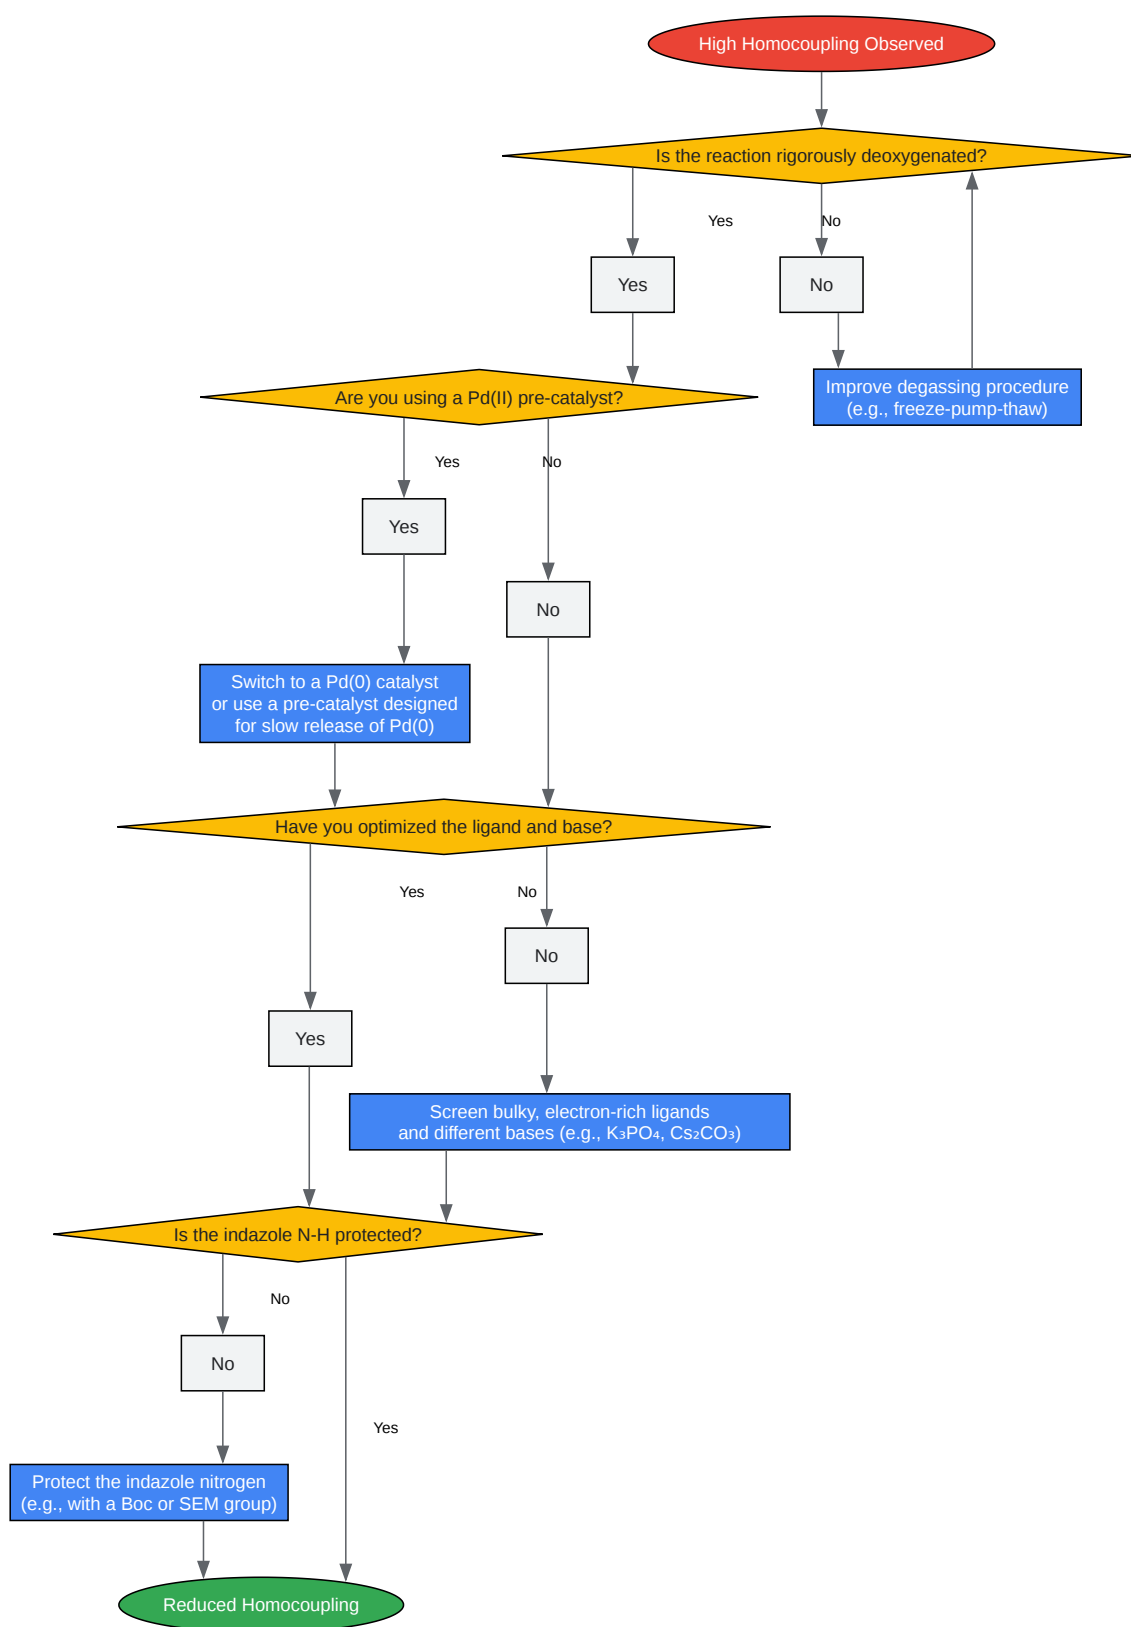 High Homocoupling Observed
Is the reaction rigorously deoxygenated?
Yes
No
Yes
No
Improve degassing procedure
(e.g., freeze-pump-thaw)
Are you using a Pd(II) pre-catalyst?
Yes
No
Yes
No
Switch to a Pd(0) catalyst
or use a pre-catalyst designed
for slow release of Pd(0)
Have you optimized the ligand and base?
Yes
No
No
Yes
Screen bulky, electron-rich ligands
and different bases (e.g., K₃PO₄, Cs₂CO₃)
Is the indazole N-H protected?
No
No
Yes
Protect the indazole nitrogen
(e.g., with a Boc or SEM group)
Reduced Homocoupling